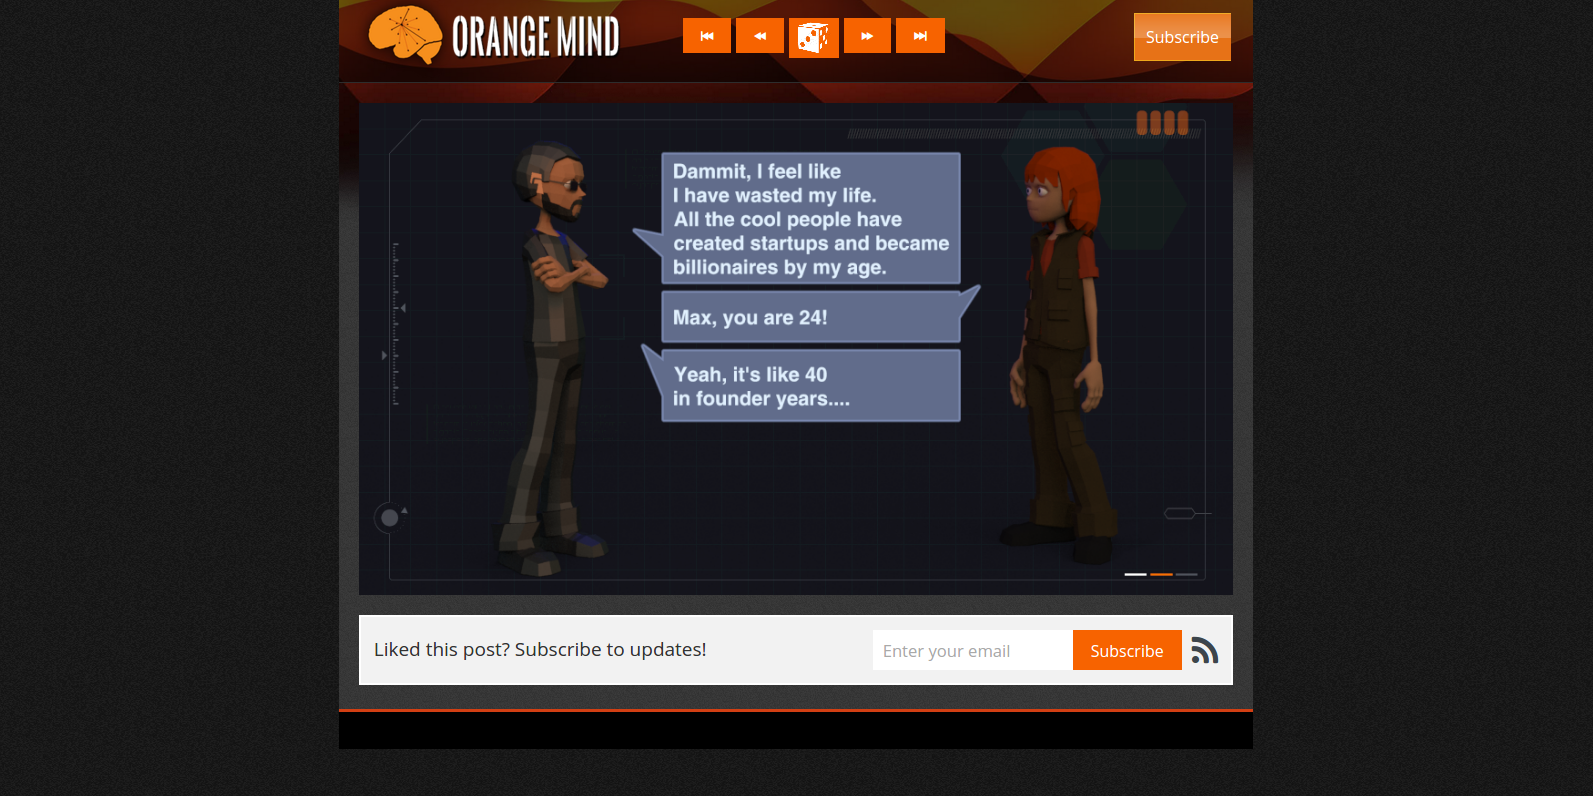 ORANGE MIND
Subscribe
Dammit, I feel like
I have wasted my life.
All the cool people have
created startups and became
billionaires by my age.
Max, you are 24!
Yeah, it's like 40
in founder years....
Liked this post? Subscribe to updates!
Enter your email
Subscribe